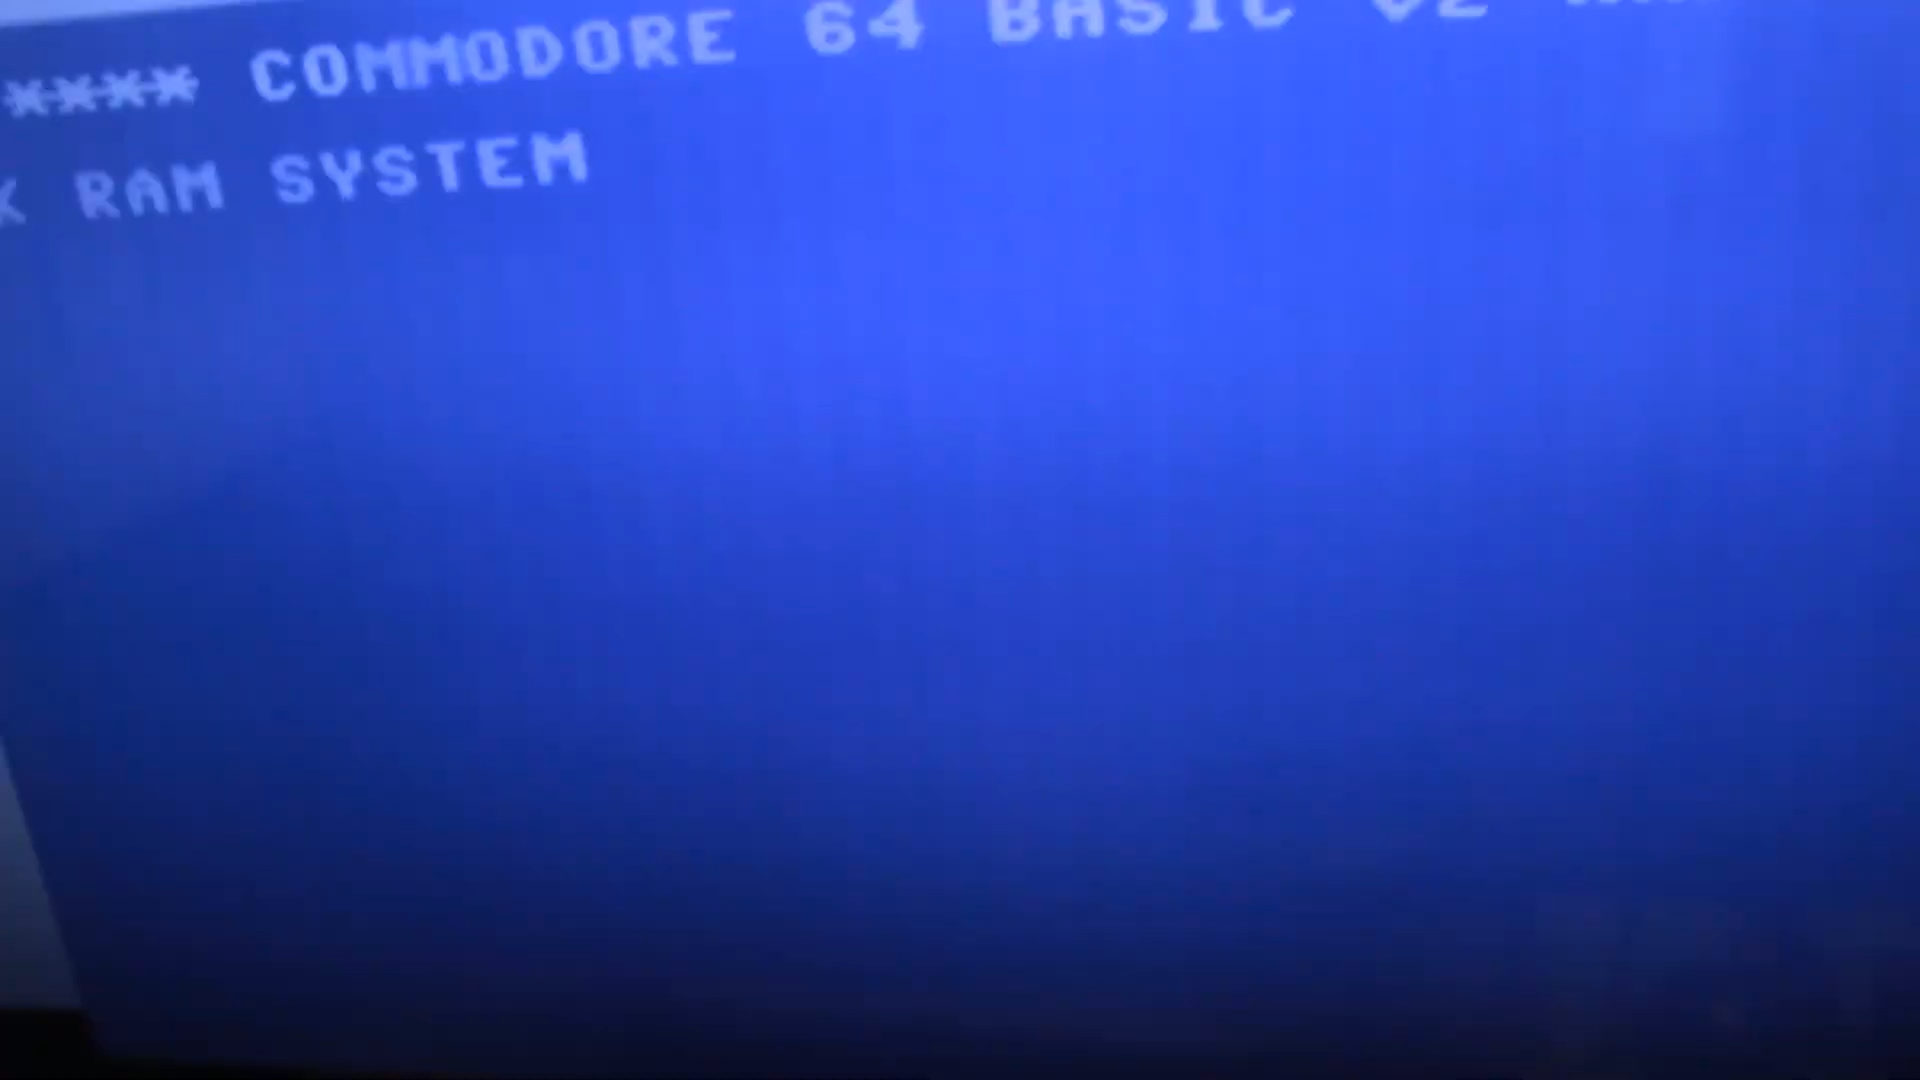 **** COMMODORE 64 BASIC V2
K RAM SYSTEM